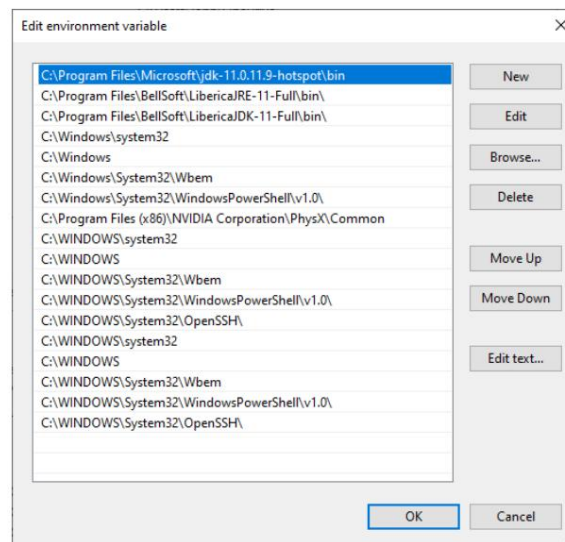 Edit environment variable
C:\Program Files\Microsoft\jdk-11.0.11.9-hotspot\bin
C:\Program Files\BellSoft\LibericaJRE-11-Full\bin\
C:\Program Files\BellSoft\LibericaJDK-11-Full\bin\
C:\Windows\system32
C:\Windows
C:\Windows\System32\Wbem
C:\Windows\System32\WindowsPowerShell\v1.0\
C:\Program Files (x86)\NVIDIA Corporation\PhysX\Common
C:\WINDOWS\system32
C:\WINDOWS
C:\WINDOWS\System32\Wbem
C:\WINDOWS\System32\WindowsPowerShell\v1.0\
C:\WINDOWS\System32\OpenSSH\
C:\WINDOWS\system32
C:\WINDOWS
C:\WINDOWS\System32\Wbem
C:\WINDOWS\System32\WindowsPowerShell\v1.0\
C:\WINDOWS\System32\OpenSSH\
New
Edit
Browse...
Delete
Move Up
Move Down
Edit text...
OK
Cancel